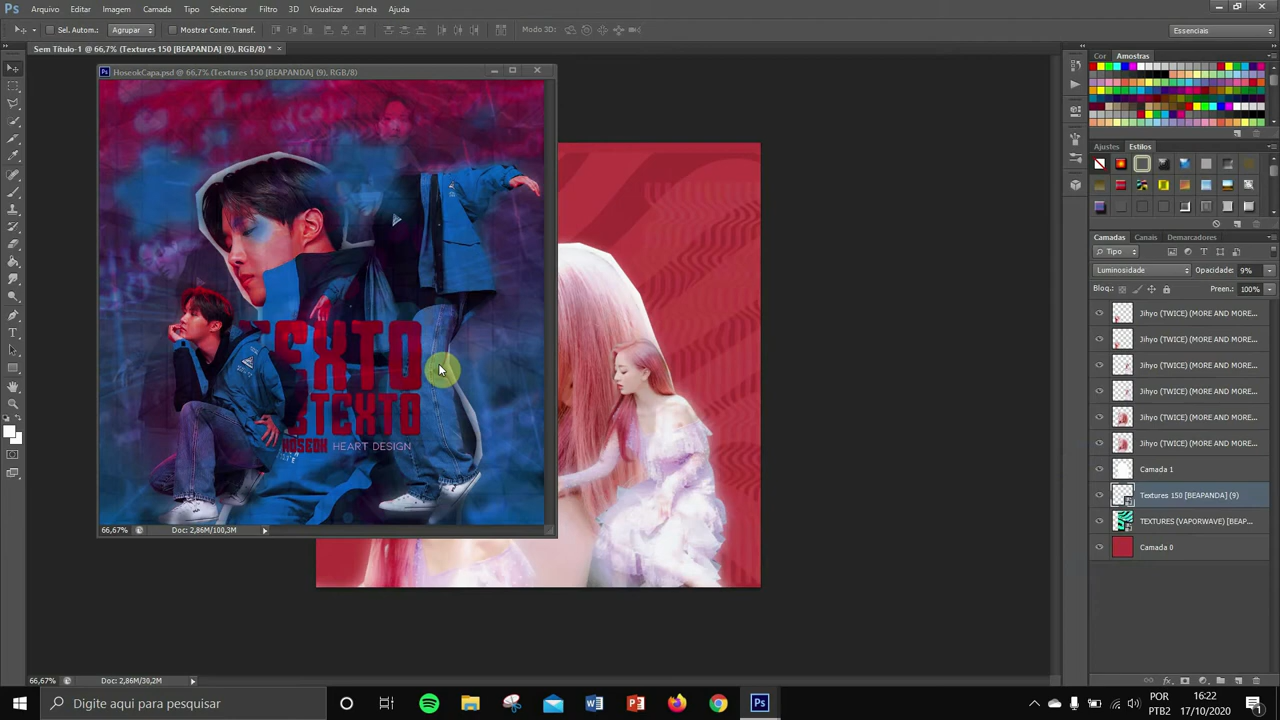 Ps Arquivo Editar Imagem Camada Tipo Selecionar Filtro 3D Visualizar Janela Ajuda
Sel. Autom.: Agrupar Mostrar Contr. Transf. Modo 3D: Essenciais
Sem Título-1 @ 66,7% (Textures 150 [BEAPANDA] (9), RGB/8) *
HoseokCapa.psd @ 66,7% (Textures 150 [BEAPANDA] (9), RGB/8)
TEXTO
HOSEOK HEART DESIGN
66,67% Doc: 2,86M/100,3M
Cor Amostras
Ajustes Estilos
Camadas Canais Demarcadores
Tipo
Luminosidade Opacidade: 9%
Bloq.: Preen.: 100%
Jihyo (TWICE) (MORE AND MORE...
Jihyo (TWICE) (MORE AND MORE...
Jihyo (TWICE) (MORE AND MORE...
Jihyo (TWICE) (MORE AND MORE...
Jihyo (TWICE) (MORE AND MORE...
Jihyo (TWICE) (MORE AND MORE...
Camada 1
Textures 150 [BEAPANDA] (9)
TEXTURES (VAPORWAVE) [BEAP...
Camada 0
66,67% Doc: 2,86M/30,2M
Digite aqui para pesquisar
POR 16:22
PTB2 17/10/2020